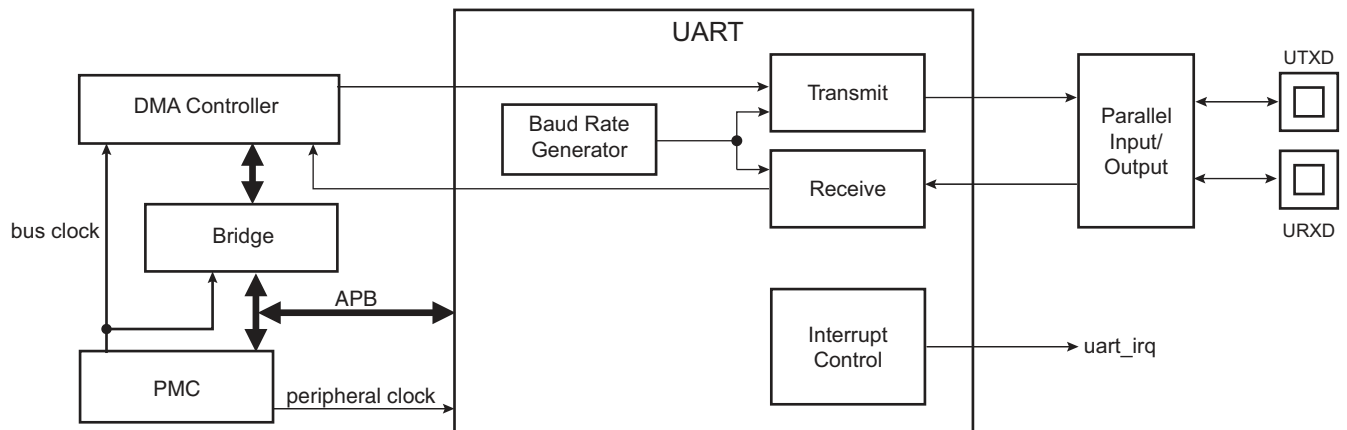 UART
DMA Controller
Transmit
UTXD
Baud Rate
Generator
Parallel
Input/
Output
Receive
bus clock
Bridge
URXD
APB
Interrupt
Control
uart_irq
PMC
peripheral clock